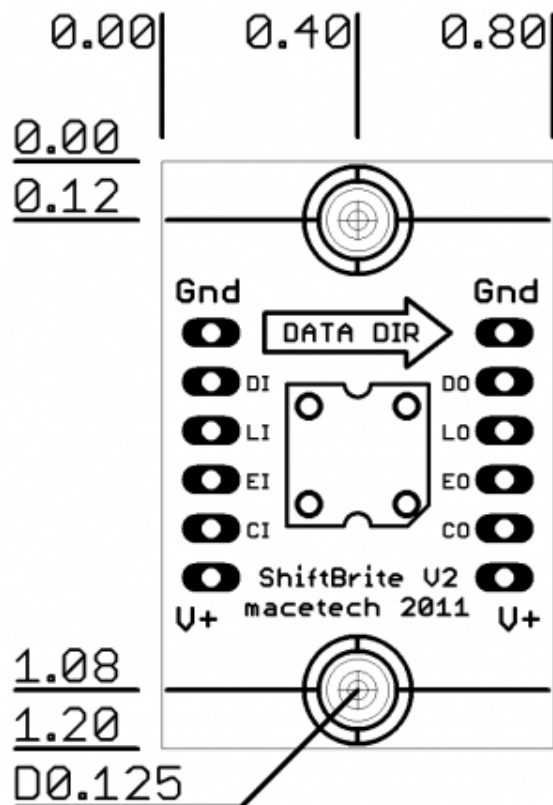 0.00 0.40 0.80
0.00
0.12
Gnd Gnd
DATA DIR
DI DO
LI LO
EI EO
CI CO
ShiftBrite V2
V+ macetech 2011 V+
1.08
1.20
D0.125